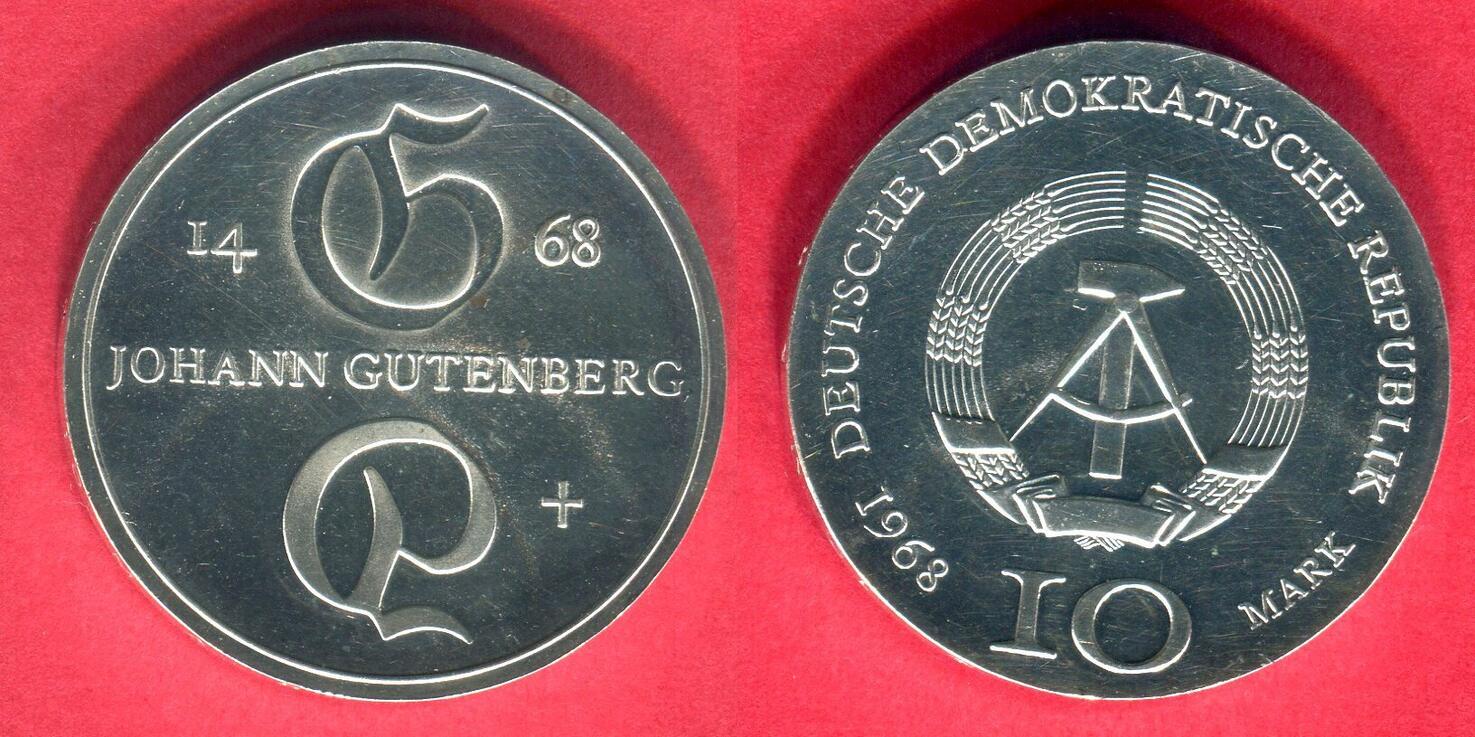 G
14 68
JOHANN GUTENBERG
G
+
DEUTSCHE DEMOKRATISCHE REPUBLIK
1968
10
MARK